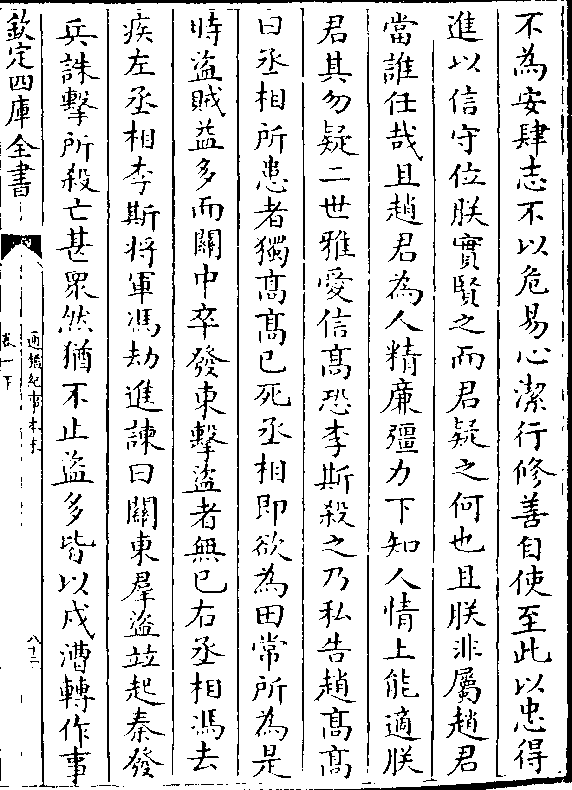 不為安肆志不以危易心潔行修善自使至此以忠得
進以信守位朕實賢之而君疑之何也且朕非屬趙君
當誰任哉且趙君為人精廉彊力下知人情上能適朕
君其勿疑二世雅愛信髙恐李斯殺之乃私告趙髙髙
曰丞相所患者獨髙髙已死丞相即欲為田常所為是
時盜賊益多而關中卒發東擊盜者無已右丞相馮去
疾左丞相李斯將軍馮劫進諫曰關東羣盜竝起秦發
兵誅擊所殺亡甚衆然猶不止盜多皆以戍漕轉作事
欽定四庫全書
通鑑紀事本末
卷一下
八十二